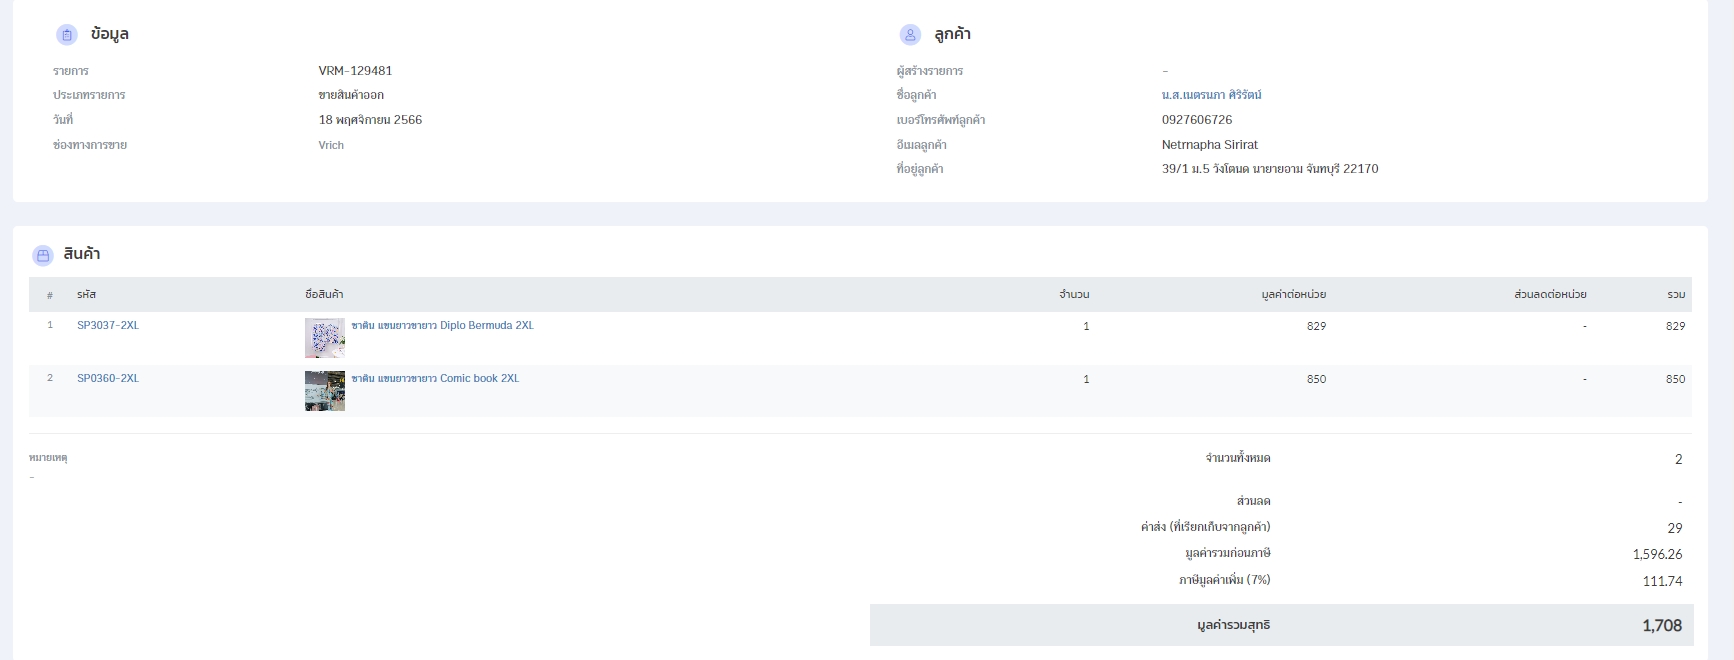 ข้อมูล
รายการ VRM-129481
ประเภทรายการ ขายสินค้าออก
วันที่ 18 พฤศจิกายน 2566
ช่องทางการขาย Vrich
ลูกค้า
ผู้สร้างรายการ -
ชื่อลูกค้า น.ส.เนตรนภา ศิริรัตน์
เบอร์โทรศัพท์ลูกค้า 0927606726
อีเมลลูกค้า Netrnapha Sirirat
ที่อยู่ลูกค้า 39/1 ม.5 วังโตนด นายายอาม จันทบุรี 22170
สินค้า
# รหัส ชื่อสินค้า จำนวน มูลค่าต่อหน่วย ส่วนลดต่อหน่วย รวม
1 SP3037-2XL ซาติน แขนยาวขายาว Diplo Bermuda 2XL 1 829 - 829
2 SP0360-2XL ซาติน แขนยาวขายาว Comic book 2XL 1 850 - 850
หมายเหตุ
-
จำนวนทั้งหมด 2
ส่วนลด -
ค่าส่ง (ที่เรียกเก็บจากลูกค้า) 29
มูลค่ารวมก่อนภาษี 1,596.26
ภาษีมูลค่าเพิ่ม (7%) 111.74
มูลค่ารวมสุทธิ 1,708